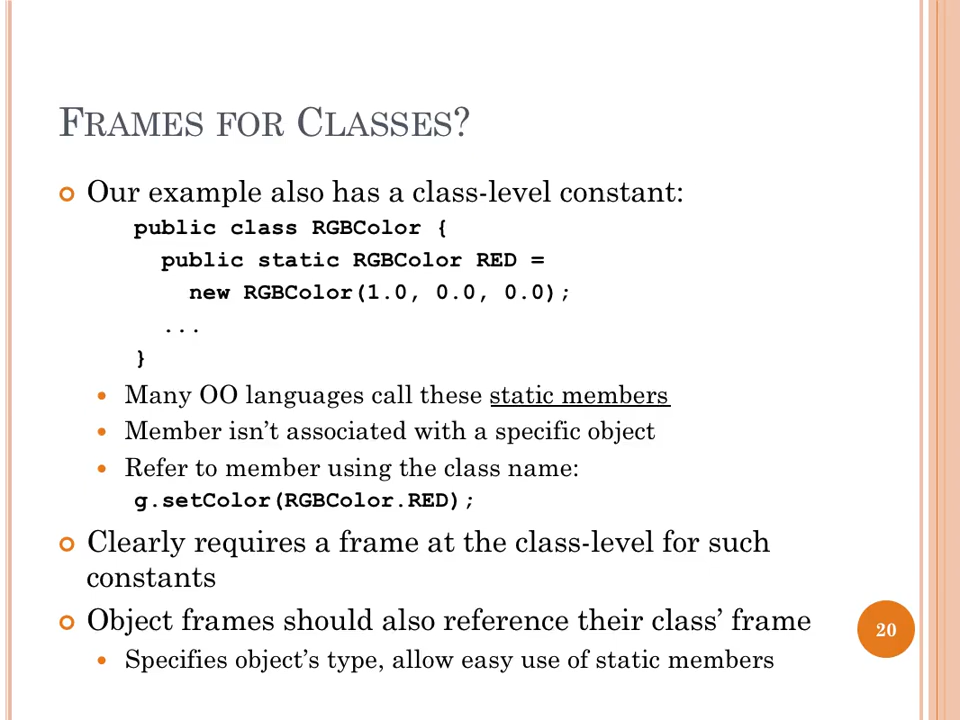 FRAMES FOR CLASSES?
Our example also has a class-level constant:
public class RGBColor {
public static RGBColor RED =
new RGBColor(1.0, 0.0, 0.0);
...
}
Many OO languages call these static members
Member isn't associated with a specific object
Refer to member using the class name:
g.setColor(RGBColor.RED);
Clearly requires a frame at the class-level for such
constants
Object frames should also reference their class' frame
20
Specifies object's type, allow easy use of static members